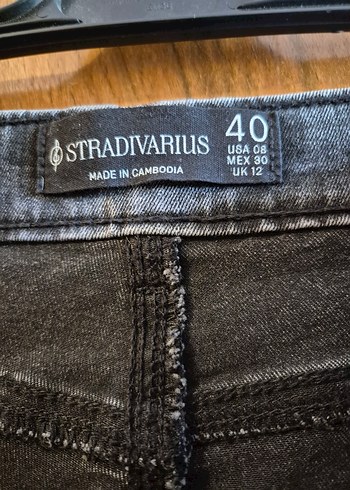 STRADIVARIUS
MADE IN CAMBODIA
40
USA 08
MEX 30
UK 12